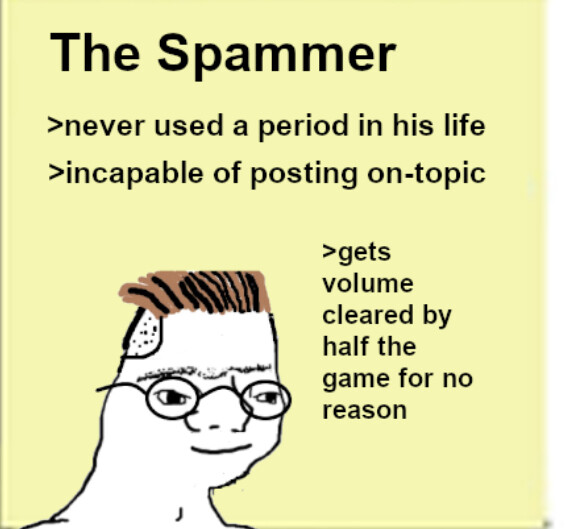 The Spammer
>never used a period in his life
>incapable of posting on-topic
>gets
volume
cleared by
half the
game for no
reason